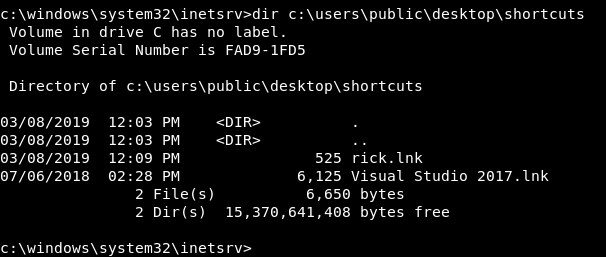 c:\windows\system32\inetsrv>dir c:\users\public\desktop\shortcuts
 Volume in drive C has no label.
 Volume Serial Number is FAD9-1FD5

 Directory of c:\users\public\desktop\shortcuts

03/08/2019  12:03 PM    <DIR>          .
03/08/2019  12:03 PM    <DIR>          ..
03/08/2019  12:09 PM               525 rick.lnk
07/06/2018  02:28 PM             6,125 Visual Studio 2017.lnk
               2 File(s)          6,650 bytes
               2 Dir(s)  15,370,641,408 bytes free

c:\windows\system32\inetsrv>